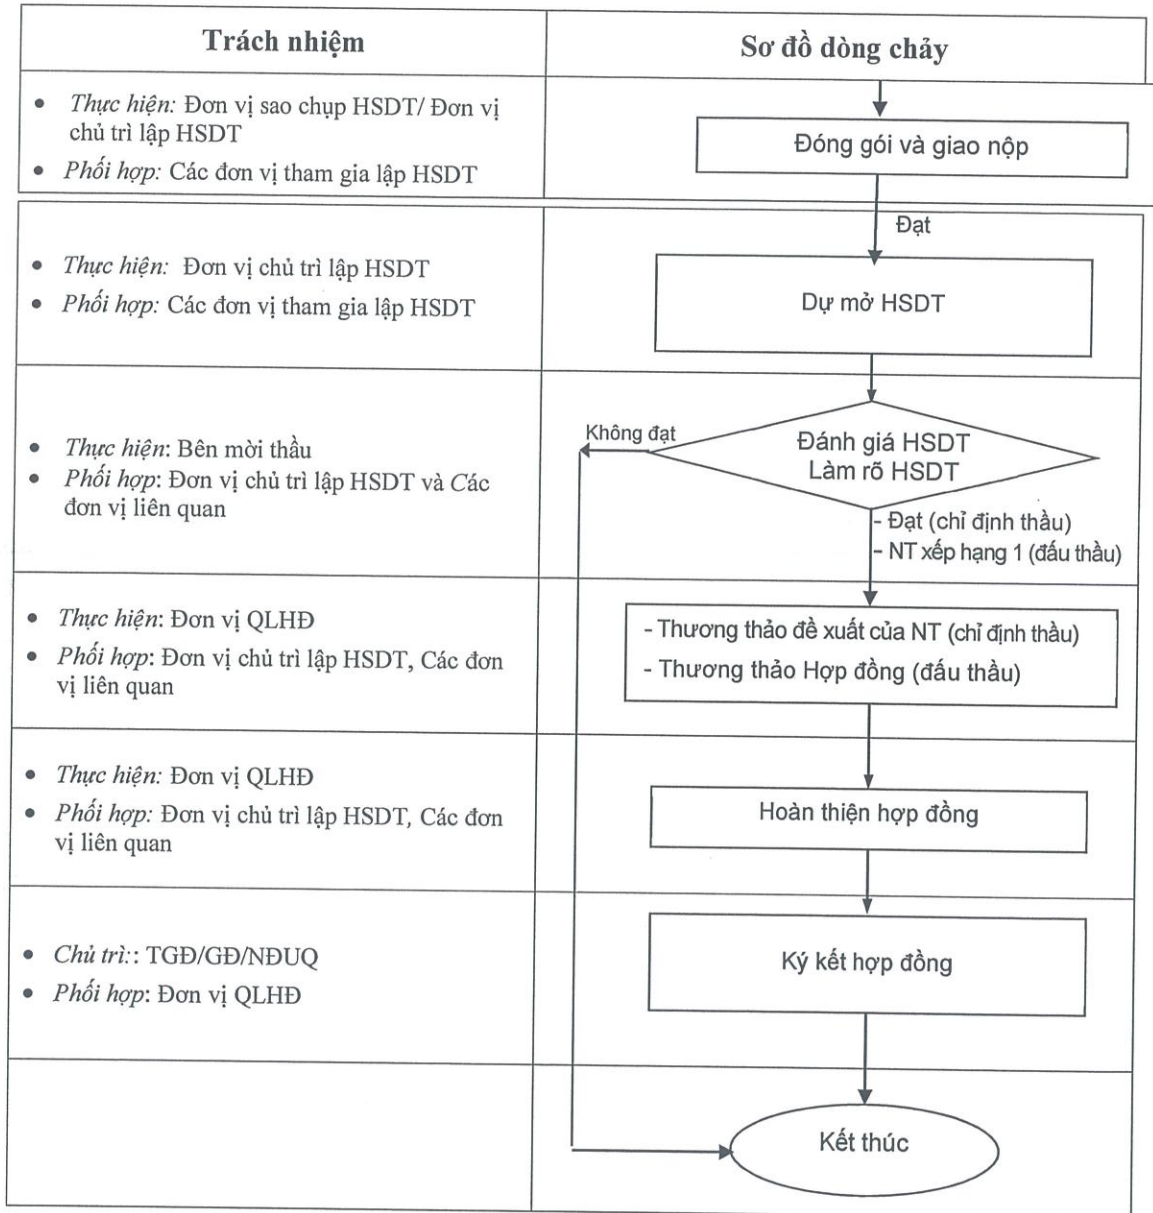 Trách nhiệm
Sơ đồ dòng chảy
• Thực hiện: Đơn vị sao chụp HSDT/ Đơn vị
chủ trì lập HSDT
• Phối hợp: Các đơn vị tham gia lập HSDT
Đóng gói và giao nộp
Đạt
• Thực hiện: Đơn vị chủ trì lập HSDT
• Phối hợp: Các đơn vị tham gia lập HSDT
Dự mở HSDT
• Thực hiện: Bên mời thầu
• Phối hợp: Đơn vị chủ trì lập HSDT và Các
đơn vị liên quan
Không đạt
Đánh giá HSDT
Làm rõ HSDT
- Đạt (chỉ định thầu)
- NT xếp hạng 1 (đấu thầu)
• Thực hiện: Đơn vị QLHĐ
• Phối hợp: Đơn vị chủ trì lập HSDT, Các đơn
vị liên quan
- Thương thảo đề xuất của NT (chỉ định thầu)
- Thương thảo Hợp đồng (đấu thầu)
• Thực hiện: Đơn vị QLHĐ
• Phối hợp: Đơn vị chủ trì lập HSDT, Các đơn
vị liên quan
Hoàn thiện hợp đồng
• Chủ trì:: TGĐ/GĐ/NĐUQ
• Phối hợp: Đơn vị QLHĐ
Ký kết hợp đồng
Kết thúc